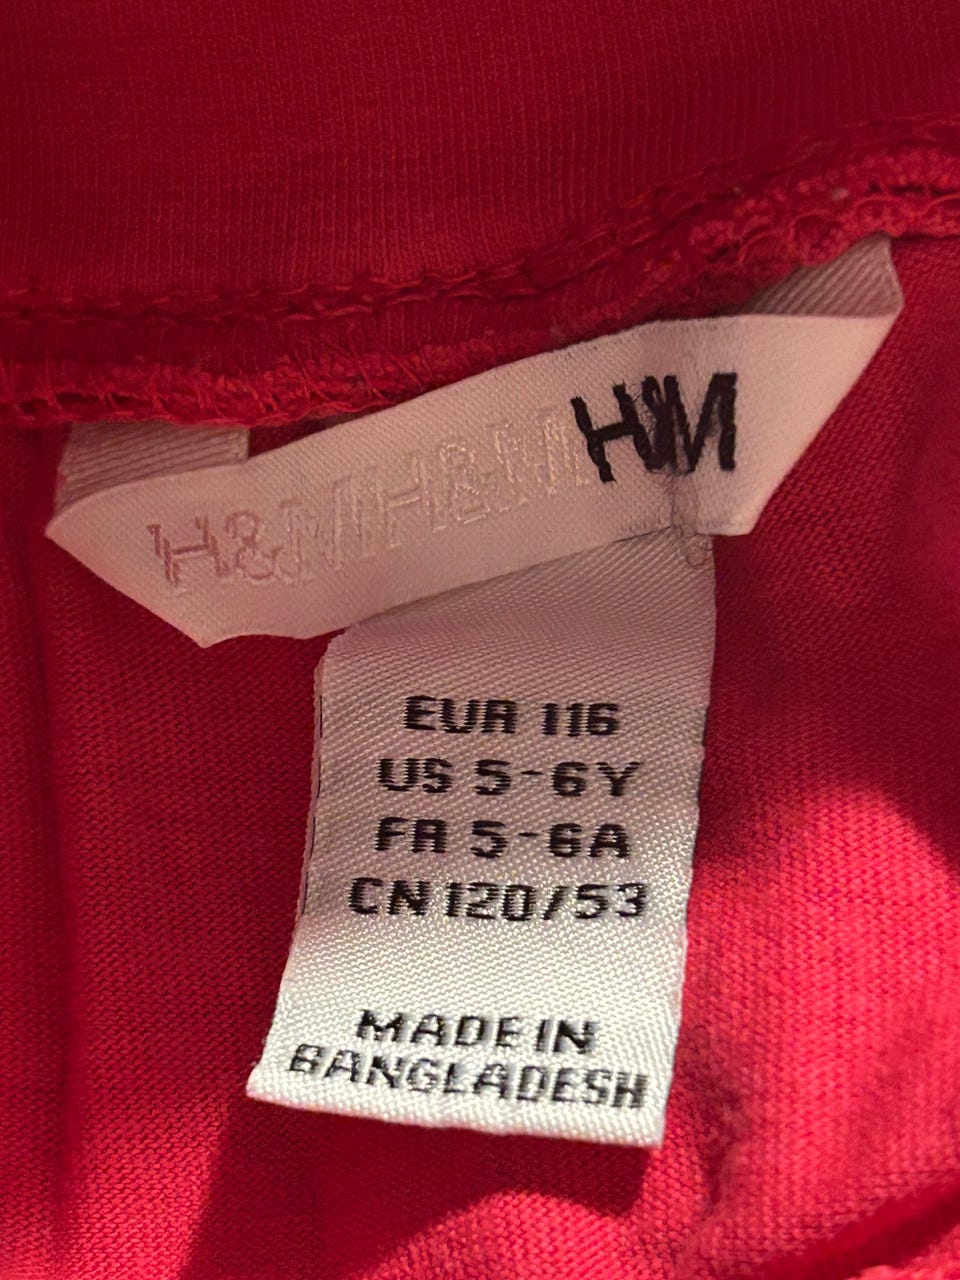 H&M H&M H&M
EUR 116
US 5-6Y
FR 5-6A
CN 120/53
MADE IN
BANGLADESH